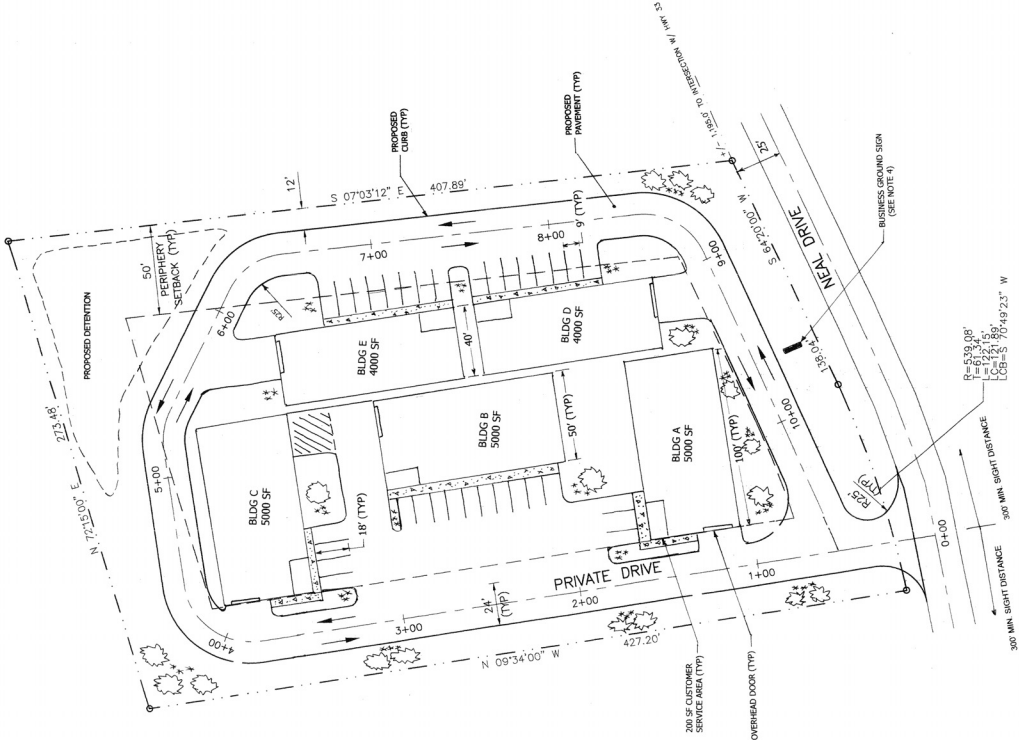 +/- 1,195.0' TO INTERSECTION W/ HWY 53
PROPOSED
CURB (TYP)
PROPOSED
PAVEMENT (TYP)
12'
S 07°03'12" E 407.89'
25'
S 64°20'00" W
138.04'
NEAL DRIVE
BUSINESS GROUND SIGN
(SEE NOTE 4)
50'
PERIPHERY
SETBACK (TYP)
PROPOSED DETENTION
273.48'
N 72°15'00" E
9'(TYP)
7+00
8+00
9+00
6+00
R25'
5+00
10+00
BLDG E
4000 SF
40'
BLDG D
4000 SF
BLDG C
5000 SF
BLDG B
5000 SF
50' (TYP)
BLDG A
5000 SF
100' (TYP)
18' (TYP)
R25'
(TYP)
R=539.08'
T=61.34'
L=122.15'
LC=121.89'
LCB=S 70°49'23" W
300' MIN. SIGHT DISTANCE
300' MIN. SIGHT DISTANCE
0+00
PRIVATE DRIVE
1+00
2+00
3+00
4+00
24'
(TYP)
N 09°34'00" W
427.20'
200 SF CUSTOMER
SERVICE AREA (TYP)
OVERHEAD DOOR (TYP)